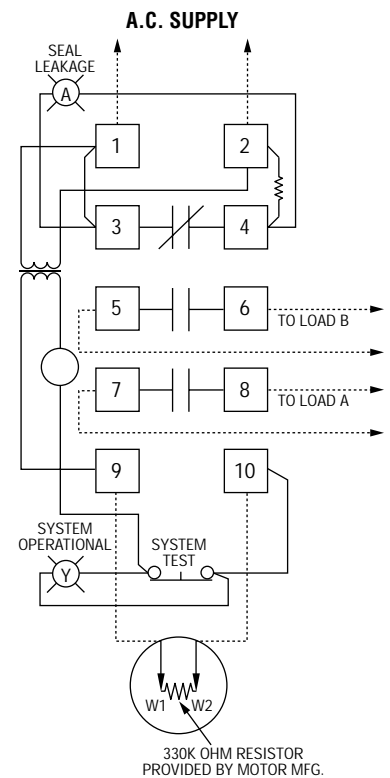 A.C. SUPPLY
SEAL
LEAKAGE
A
1
2
3
4
5
6
TO LOAD B
7
8
TO LOAD A
9
10
SYSTEM
OPERATIONAL
SYSTEM
TEST
Y
W1 W2
330K OHM RESISTOR
PROVIDED BY MOTOR MFG.